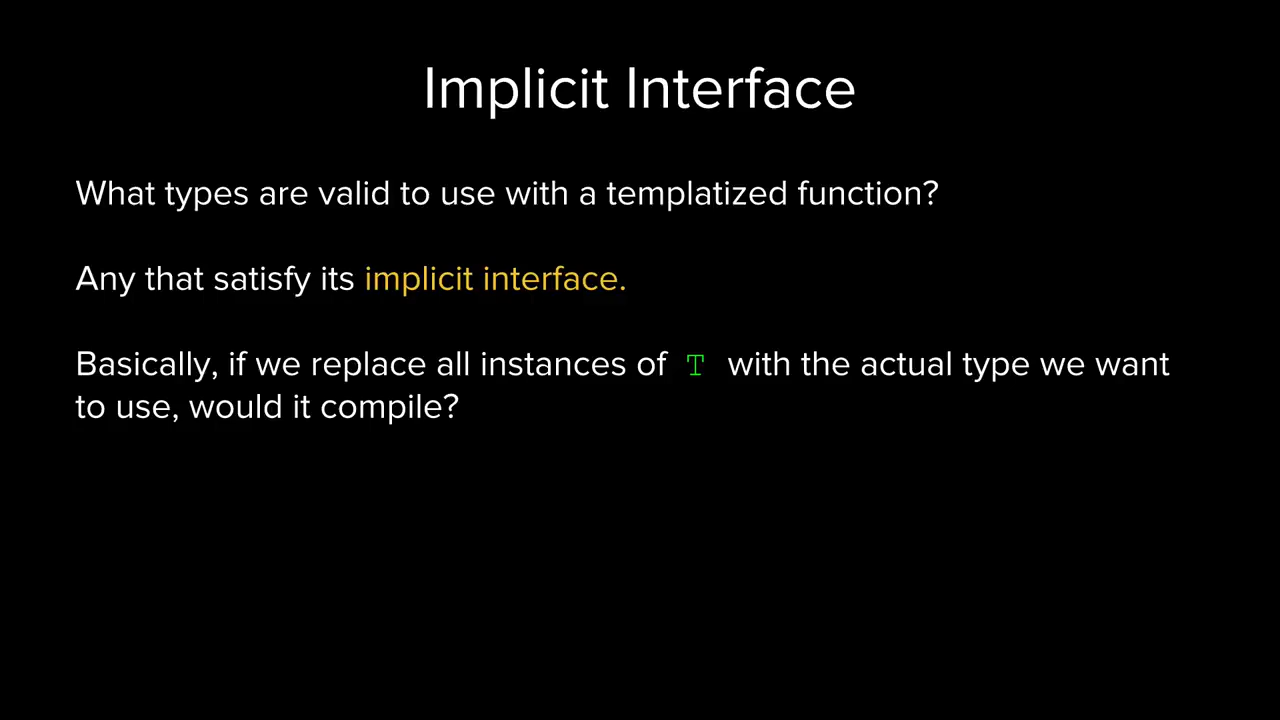 Implicit Interface
What types are valid to use with a templatized function?
Any that satisfy its implicit interface.
Basically, if we replace all instances of T with the actual type we want
to use, would it compile?